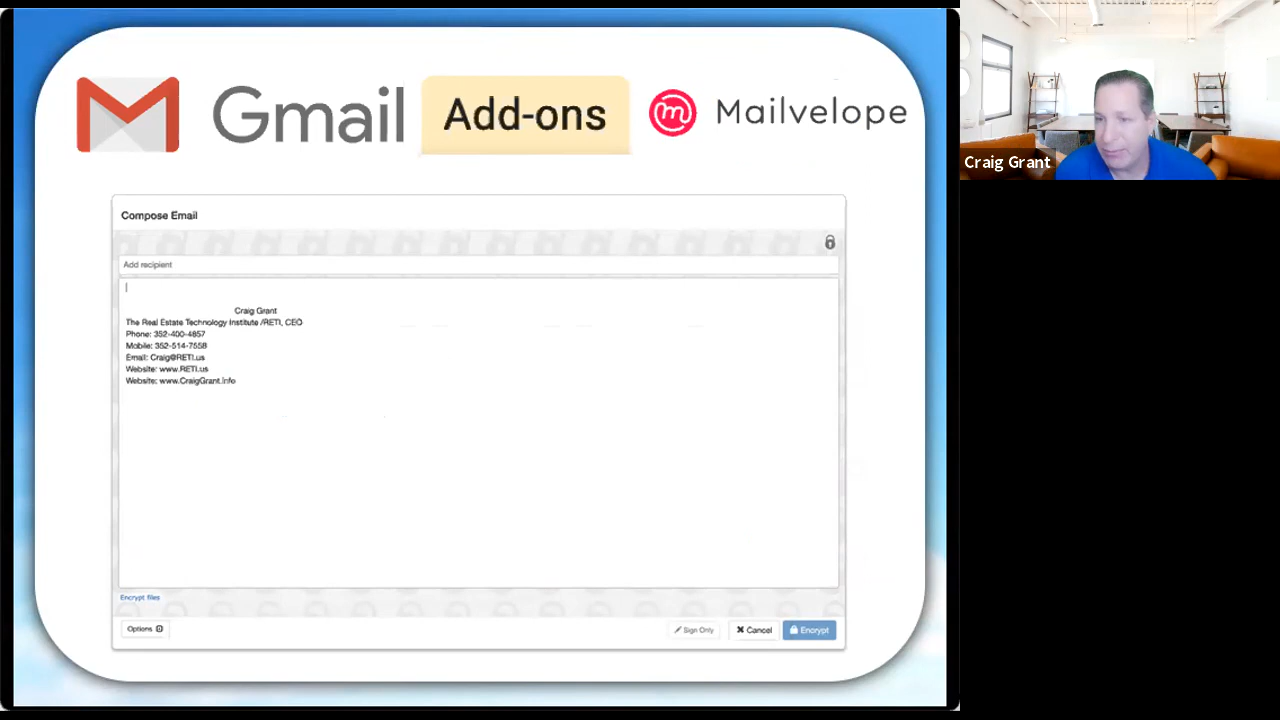 Gmail Add-ons Mailvelope
Craig Grant
Compose Email
Add recipient
Craig Grant
The Real Estate Technology Institute /RETI, CEO
Phone: 352-400-4857
Mobile: 352-514-7558
Email: Craig@RETI.us
Website: www.RETI.us
Website: www.CraigGrant.Info
Encrypt files
Options
Sign Only Cancel Encrypt